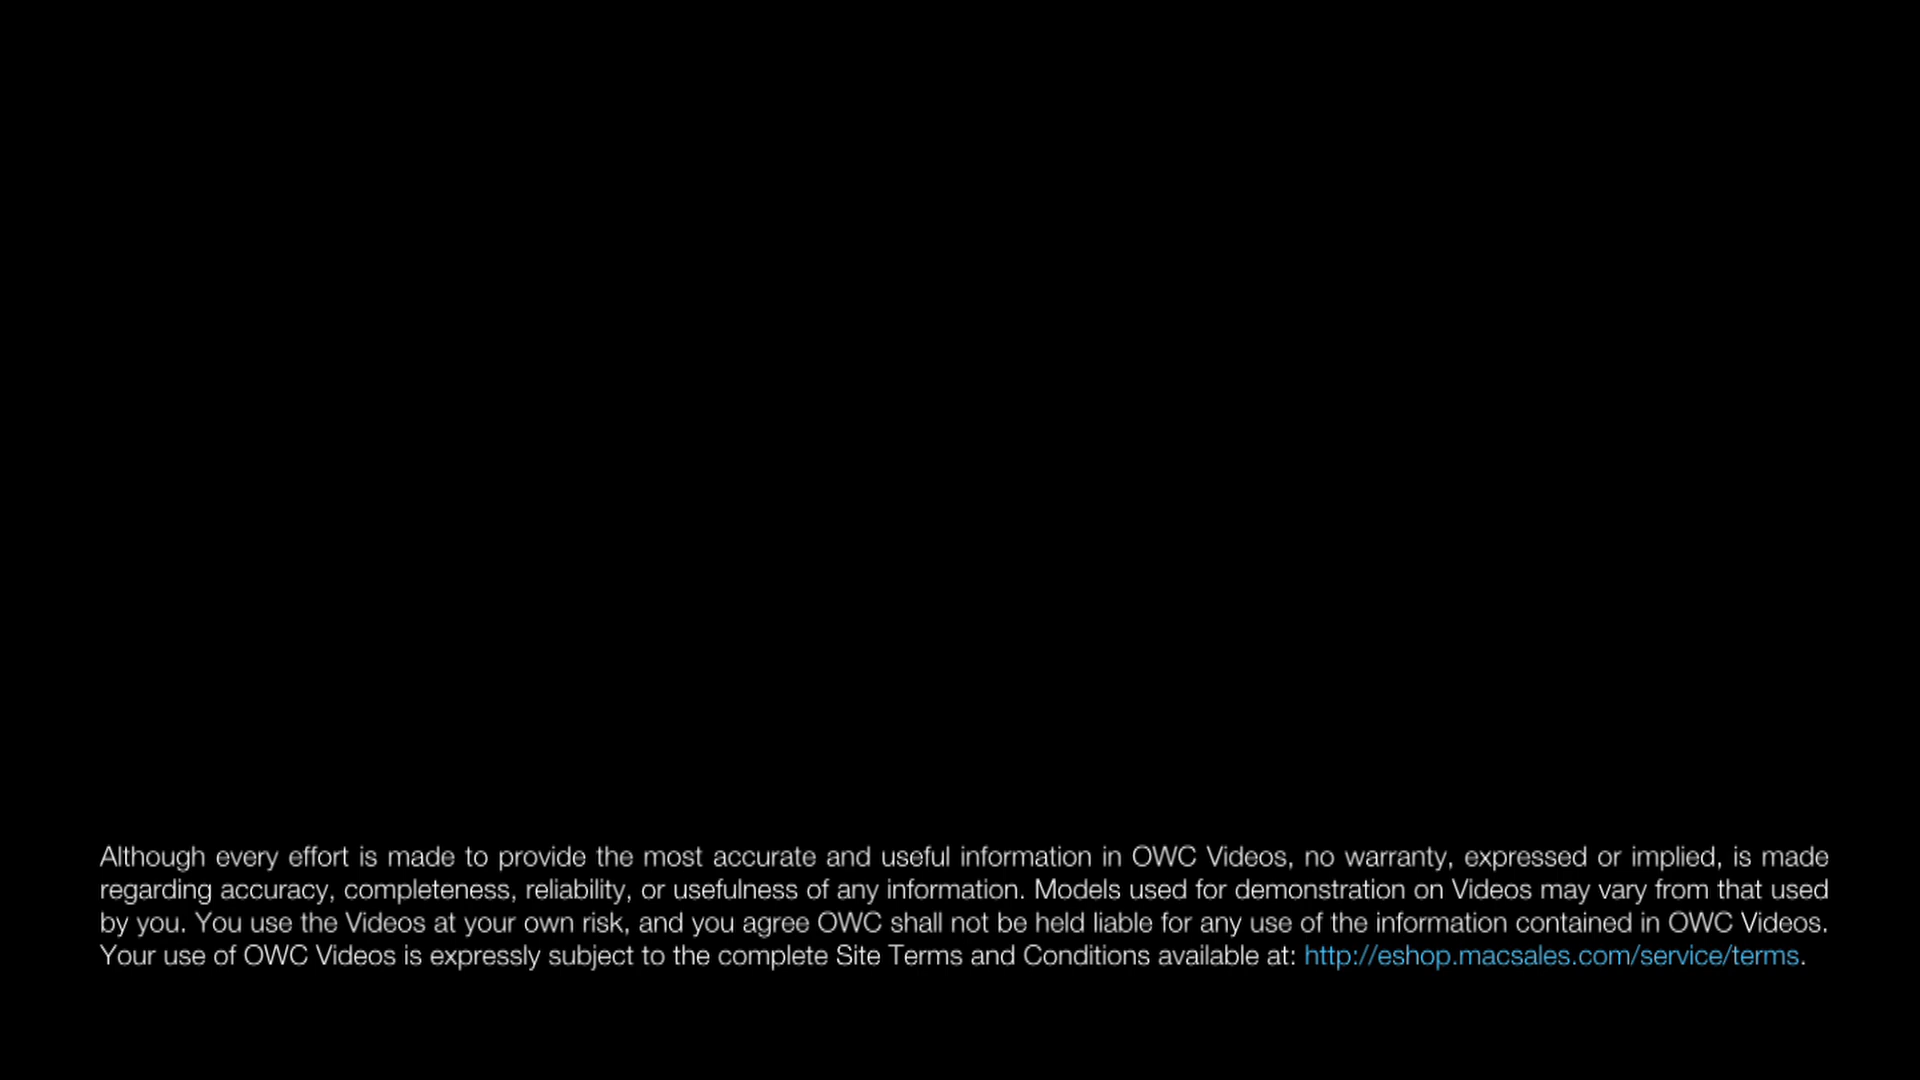 Although every effort is made to provide the most accurate and useful information in OWC Videos, no warranty, expressed or implied, is made
regarding accuracy, completeness, reliability, or usefulness of any information. Models used for demonstration on Videos may vary from that used
by you. You use the Videos at your own risk, and you agree OWC shall not be held liable for any use of the information contained in OWC Videos.
Your use of OWC Videos is expressly subject to the complete Site Terms and Conditions available at: http://eshop.macsales.com/service/terms.